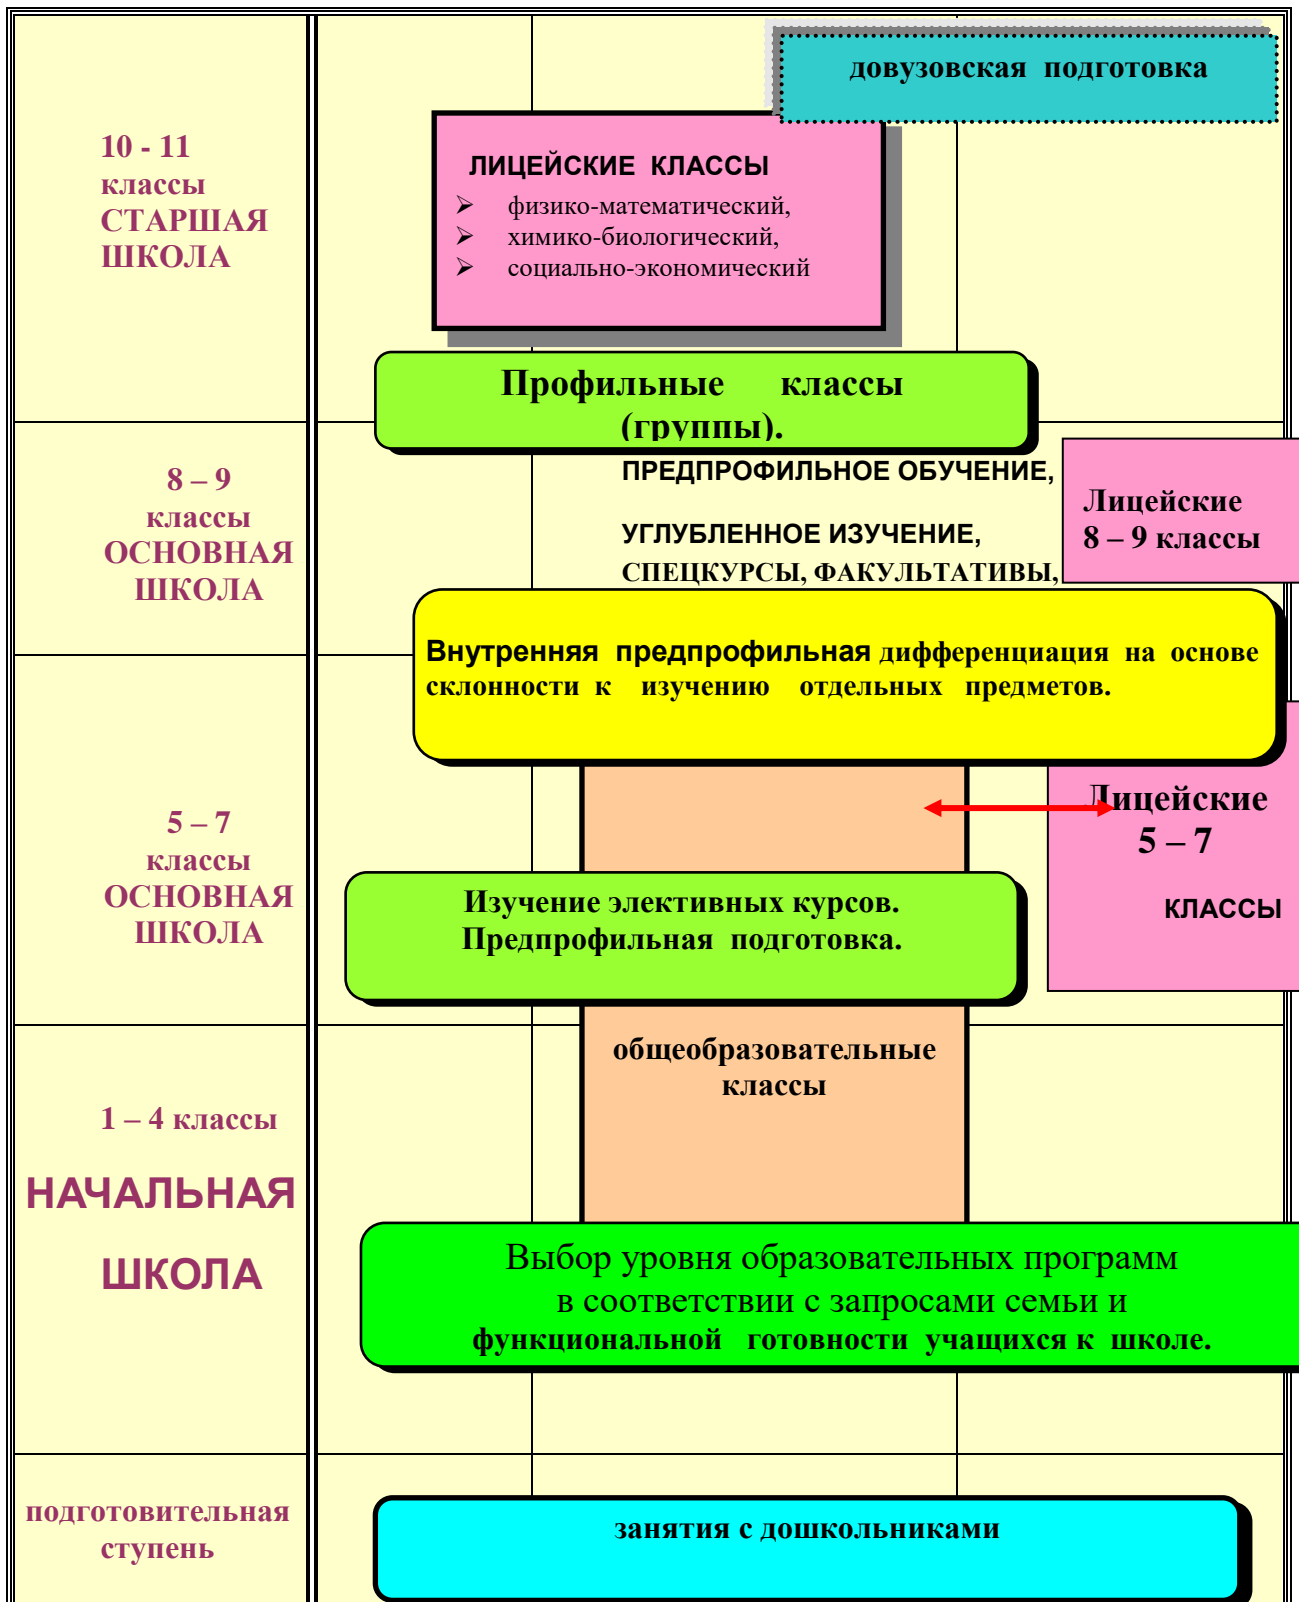 довузовская подготовка
10 - 11
классы
СТАРШАЯ
ШКОЛА
ЛИЦЕЙСКИЕ КЛАССЫ
➢ физико-математический,
➢ химико-биологический,
➢ социально-экономический
Профильные классы
(группы).
8 – 9
классы
ОСНОВНАЯ
ШКОЛА
ПРЕДПРОФИЛЬНОЕ ОБУЧЕНИЕ,
УГЛУБЛЕННОЕ ИЗУЧЕНИЕ,
СПЕЦКУРСЫ, ФАКУЛЬТАТИВЫ,
Лицейские
8 – 9 классы
Внутренняя предпрофильная дифференциация на основе
склонности к изучению отдельных предметов.
5 – 7
классы
ОСНОВНАЯ
ШКОЛА
Лицейские
5 – 7
КЛАССЫ
Изучение элективных курсов.
Предпрофильная подготовка.
общеобразовательные
классы
1 – 4 классы
НАЧАЛЬНАЯ
ШКОЛА
Выбор уровня образовательных программ
в соответствии с запросами семьи и
функциональной готовности учащихся к школе.
подготовительная
ступень
занятия с дошкольниками